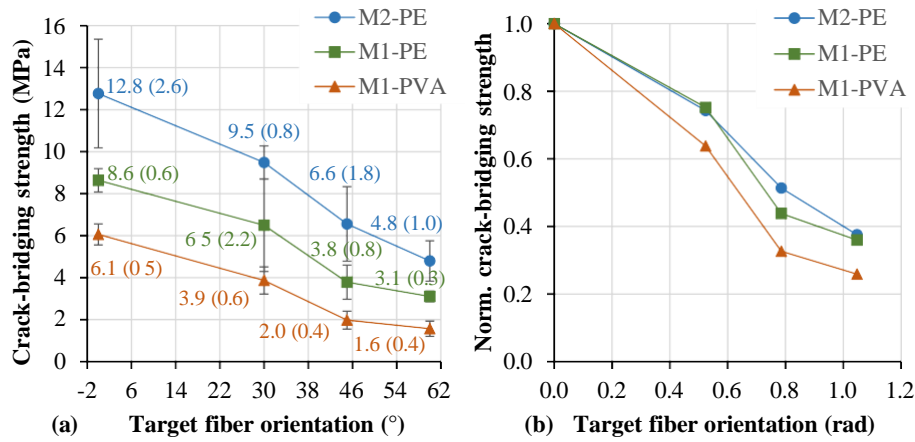 M2-PE
M1-PE
M1-PVA
Crack-bridging strength (MPa)
16
14
12
10
8
6
4
2
0
12.8 (2.6)
9.5 (0.8)
6.6 (1.8)
4.8 (1.0)
8.6 (0.6)
6 5 (2.2)
3.8 (0.8)
3.1 (0.3)
6.1 (0 5)
3.9 (0.6)
2.0 (0.4)
1.6 (0.4)
-2 6 14 22 30 38 46 54 62
(a) Target fiber orientation (°)
M2-PE
M1-PE
M1-PVA
Norm. crack-bridging strength
1.0
0.8
0.6
0.4
0.2
0.0
0.0 0.2 0.4 0.6 0.8 1.0 1.2
(b) Target fiber orientation (rad)